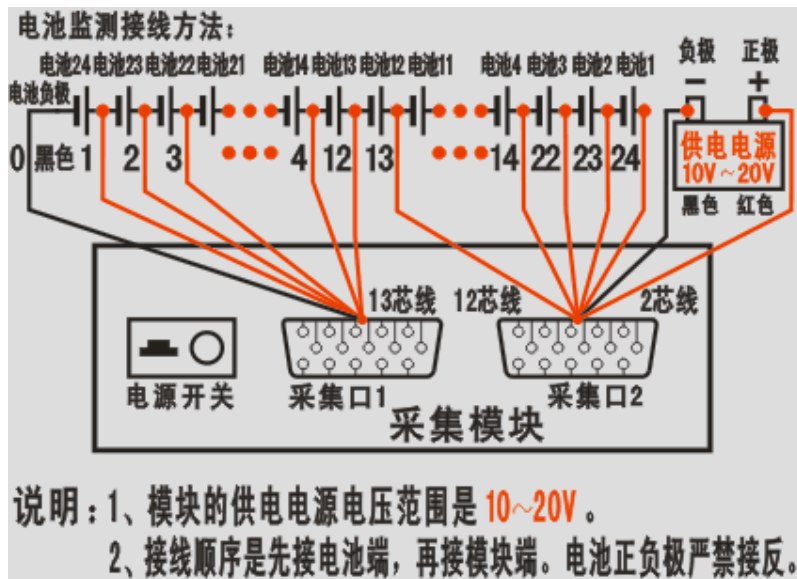 电池监测接线方法：
负极 正极
电池24 电池23 电池22 电池21 电池14 电池13 电池12 电池11 电池4 电池3 电池2 电池1
− +
电池负极
供电电源
10V～20V
0 黑色 1 2 3 4 12 13 14 22 23 24
黑色 红色
13芯线 12芯线 2芯线
电源开关 采集口1 采集口2
采集模块
说明：1、模块的供电电源电压范围是 10～20V 。
2、接线顺序是先接电池端，再接模块端。电池正负极严禁接反。